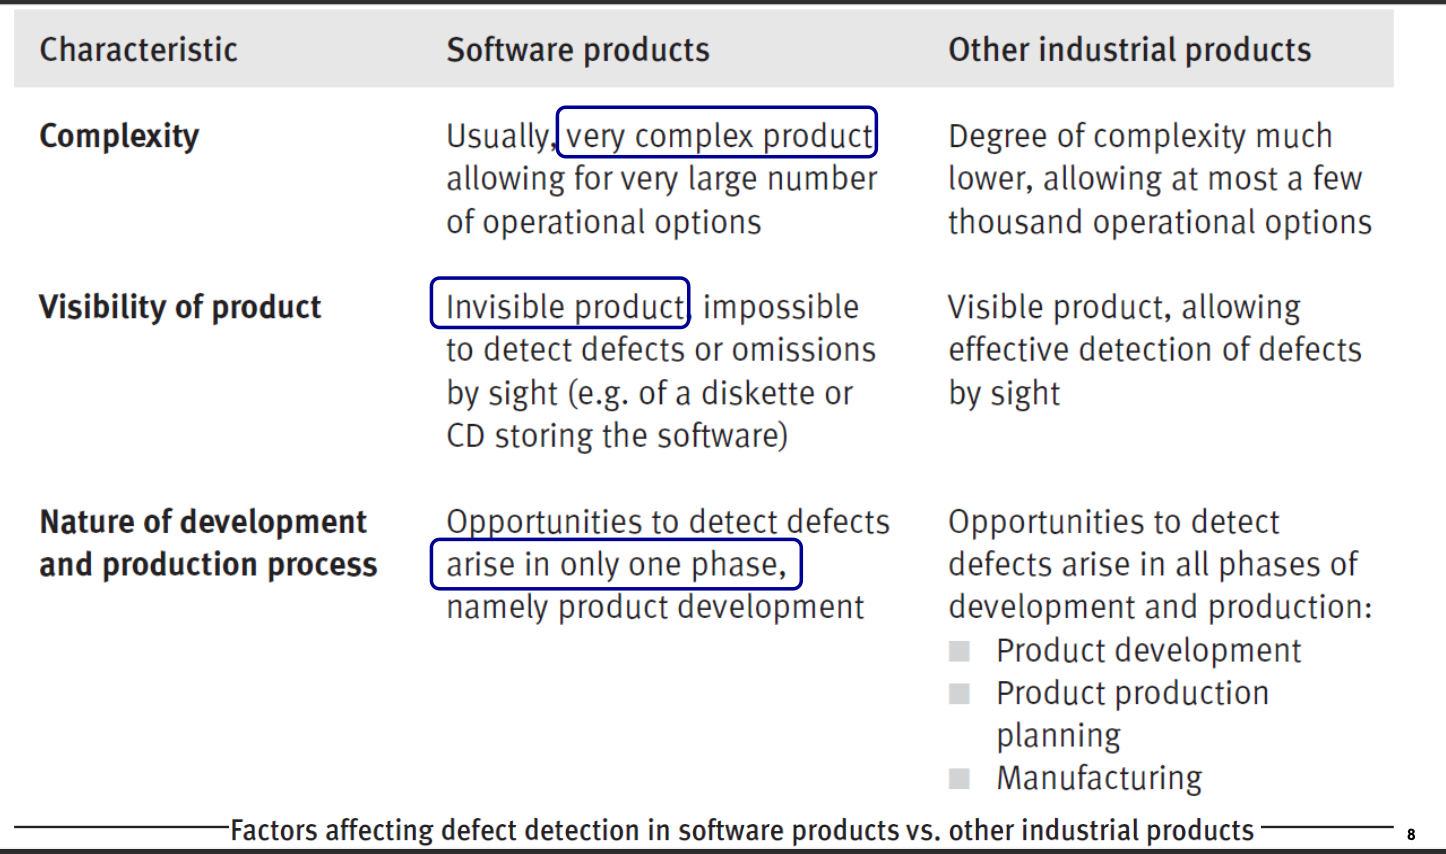 Characteristic
Software products
Other industrial products
Complexity
Usually, very complex product
allowing for very large number
of operational options
Degree of complexity much
lower, allowing at most a few
thousand operational options
Visibility of product
Invisible product, impossible
to detect defects or omissions
by sight (e.g. of a diskette or
CD storing the software)
Visible product, allowing
effective detection of defects
by sight
Nature of development
and production process
Opportunities to detect defects
arise in only one phase,
namely product development
Opportunities to detect
defects arise in all phases of
development and production:
Product development
Product production
planning
Manufacturing
Factors affecting defect detection in software products vs. other industrial products
8